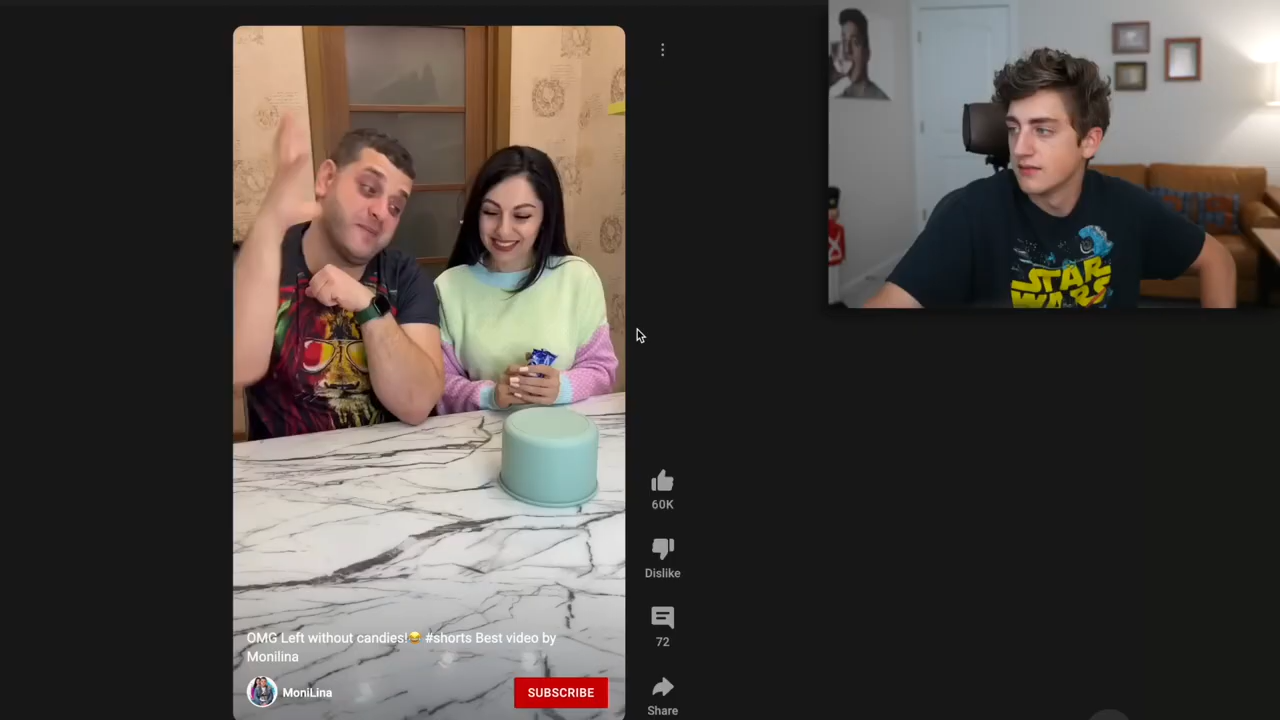 STAR
WARS
60K
Dislike
72
OMG Left without candies!😂 #shorts Best video by
Monilina
MoniLina
SUBSCRIBE
Share